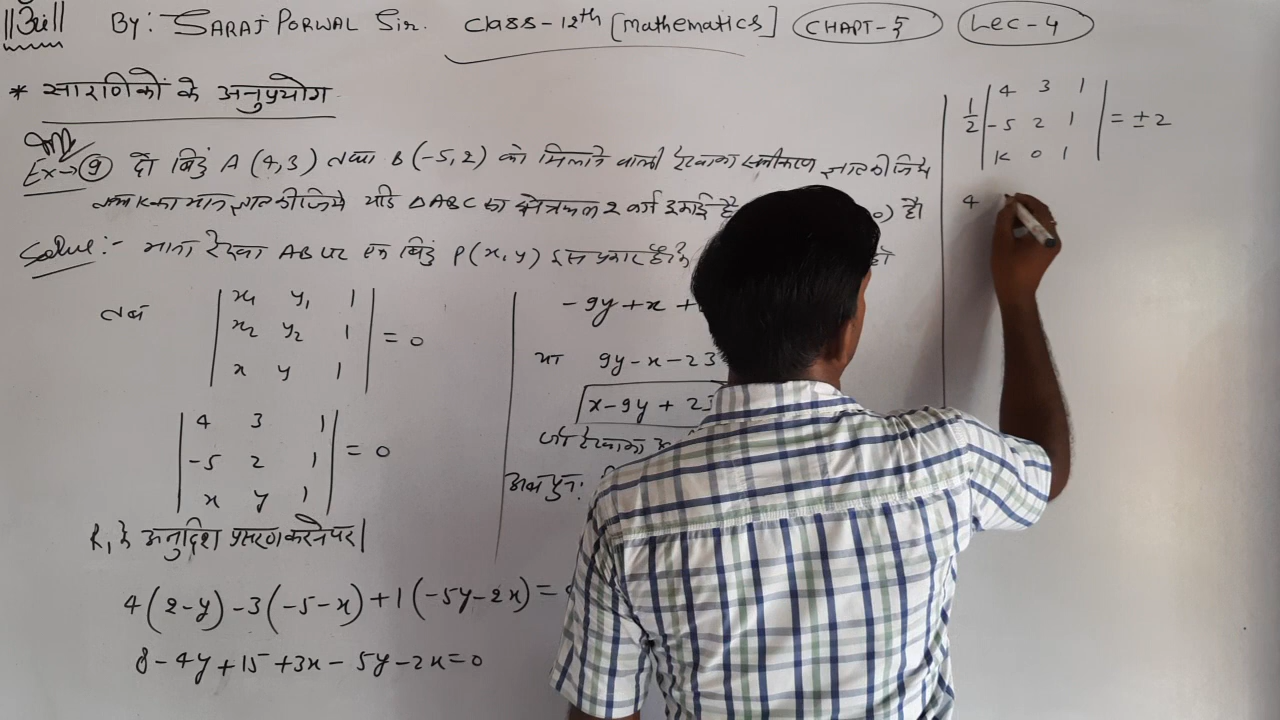 ||ॐ|| By: SARAJ PORWAL Sir. Class-12th [Mathematics] CHAPT-5 Lec-4
* सारणिकों के अनुप्रयोग
Ex→ 9 दो बिंदु A (4,3) तथा B (-5,2) को मिलाने वाली रेखा का समीकरण ज्ञात कीजिये
तथा K का मान ज्ञात कीजिये यदि ΔABC का क्षेत्रफल 2 वर्ग इकाई है 0) है।
Solve:- माना रेखा AB पर एक बिंदु P(x,y) इस प्रकार है कि
तब | x₁ y₁ 1 |
| x₂ y₂ 1 | = 0
| x y 1 |
| 4 3 1 |
| -5 2 1 | = 0
| x y 1 |
R₁ के अनुदिश प्रसरण करने पर|
4(2-y)-3(-5-x)+1(-5y-2x)=
8-4y+15+3x-5y-2x=0
-9y+x+
या 9y-x-23
x-9y+23
अब पुन:
1/2 | 4 3 1 |
| -5 2 1 | = ±2
| K 0 1 |
4